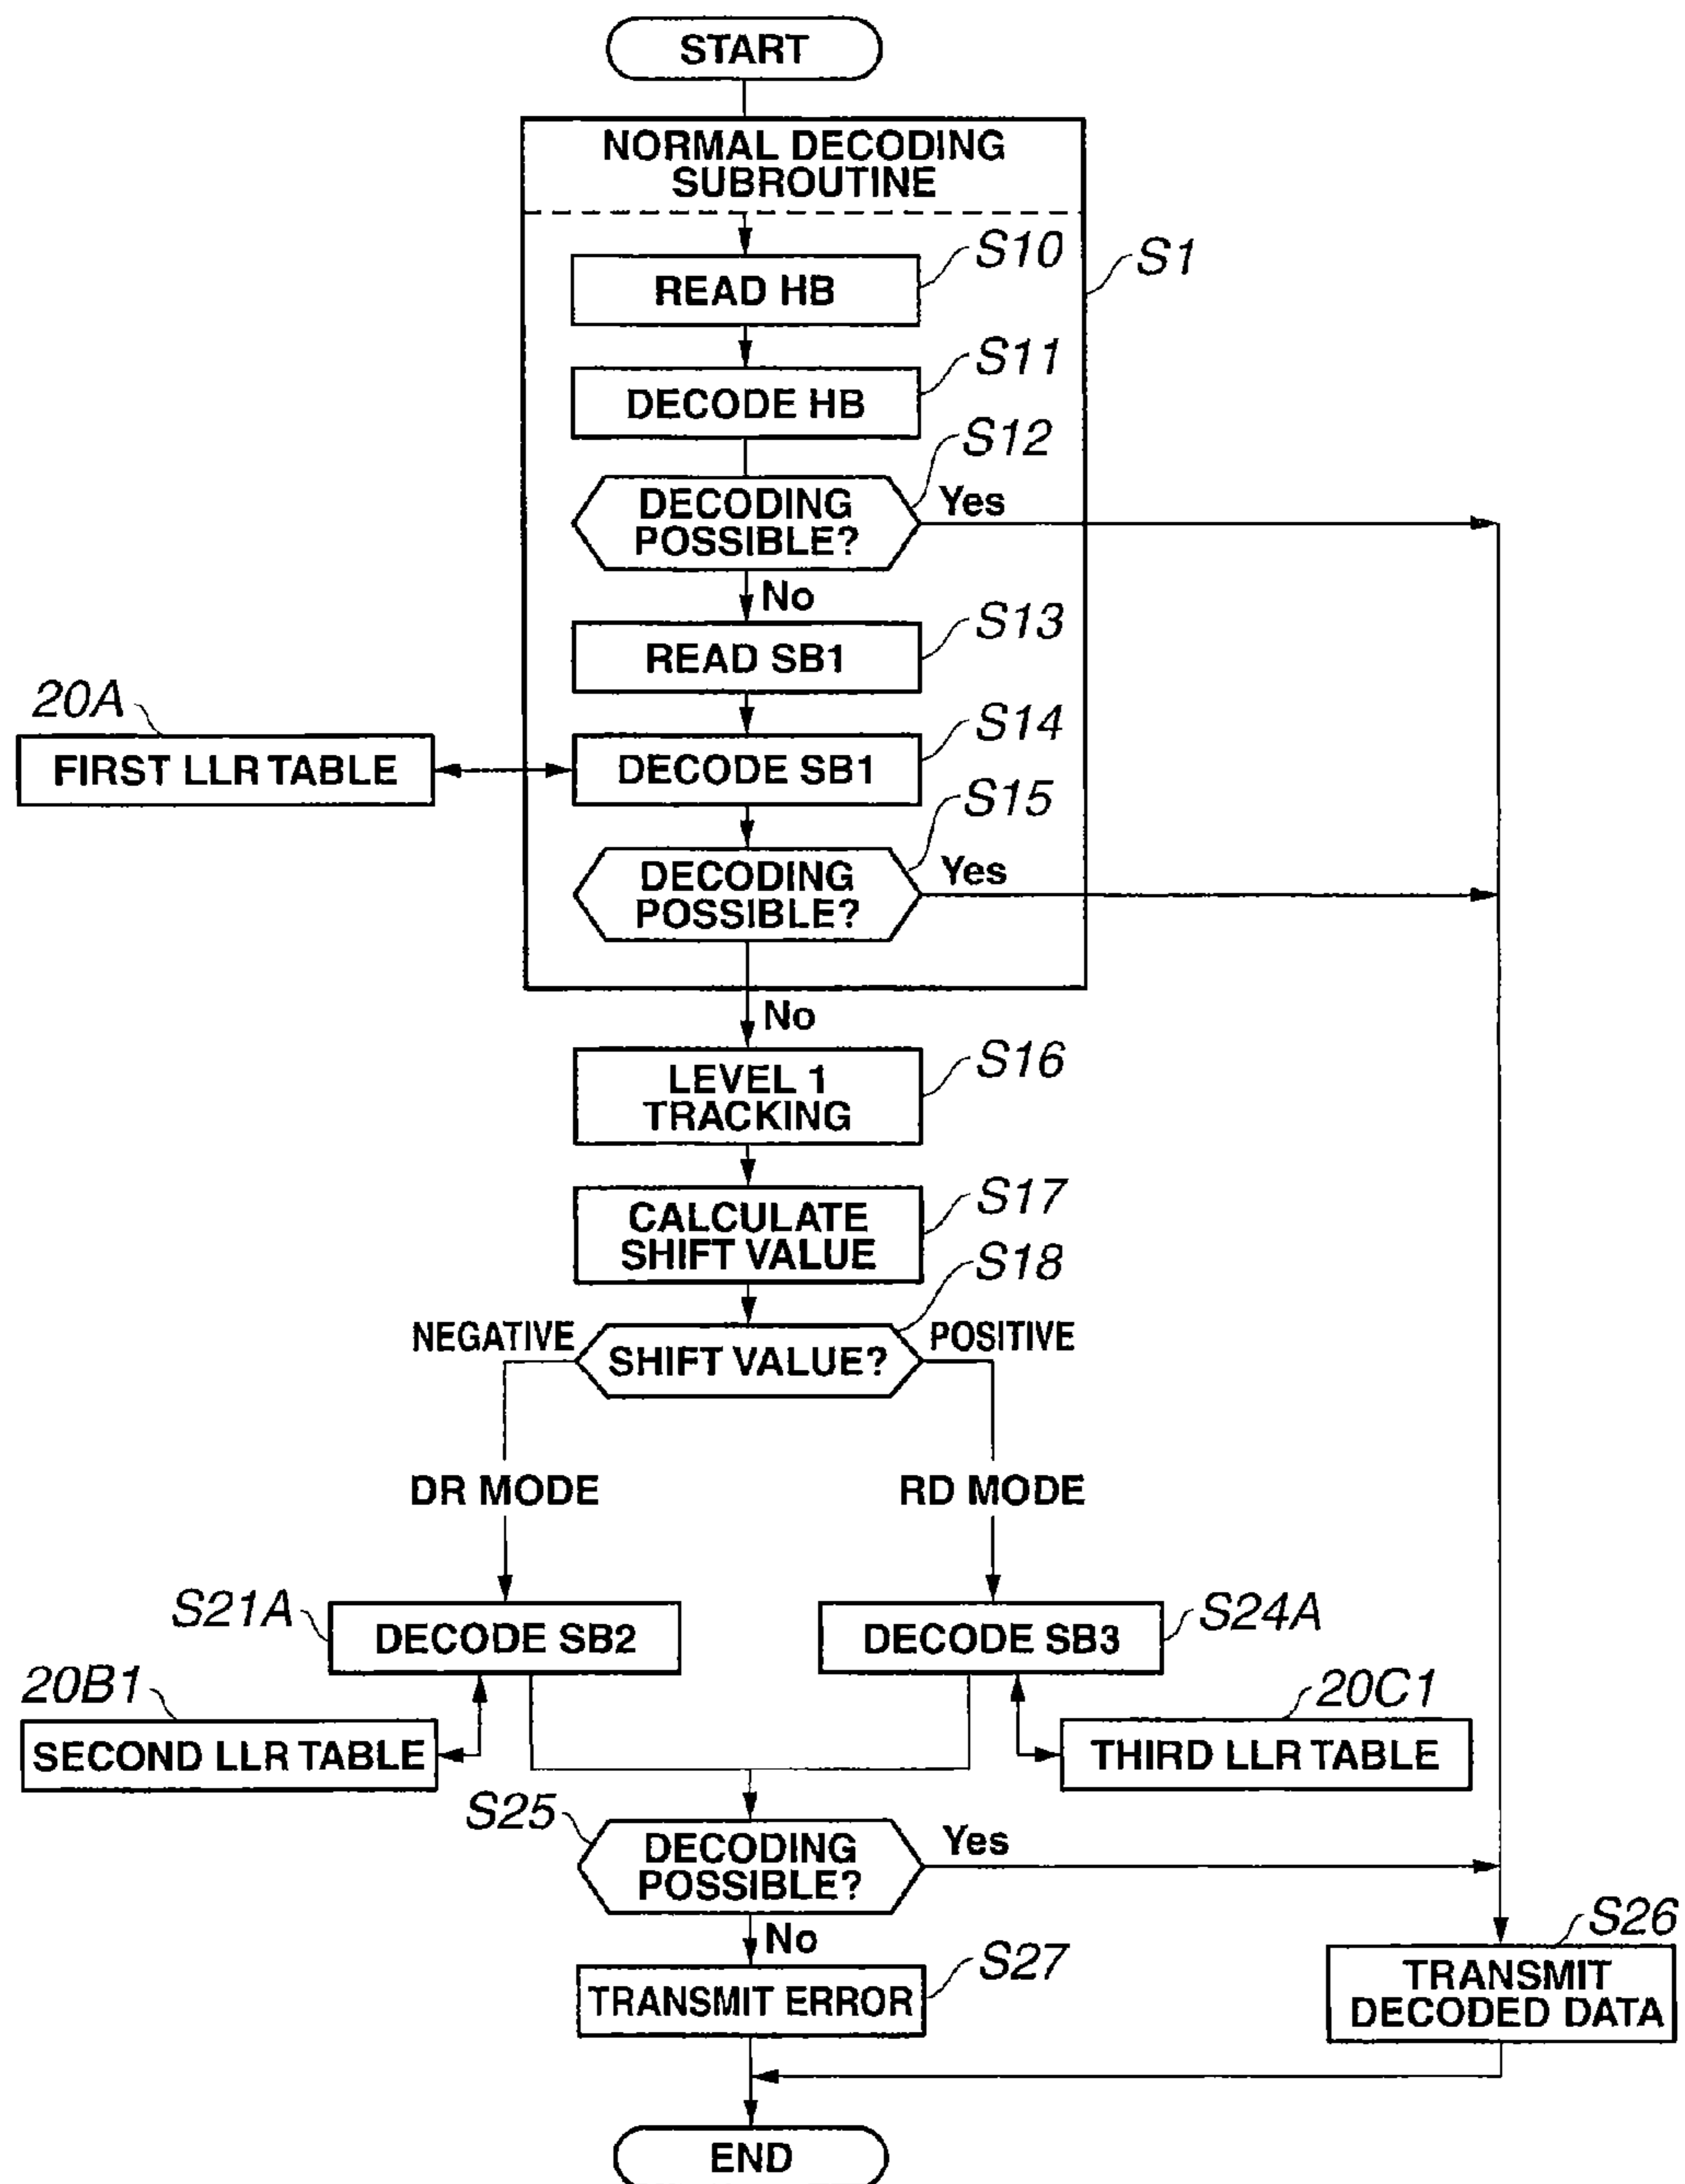 START
NORMAL DECODING
SUBROUTINE
S10
S1
READ HB
S11
DECODE HB
S12
DECODING
POSSIBLE?
Yes
No
S13
READ SB1
20A
S14
FIRST LLR TABLE
DECODE SB1
S15
DECODING
POSSIBLE?
Yes
No
S16
LEVEL 1
TRACKING
S17
CALCULATE
SHIFT VALUE
S18
NEGATIVE
SHIFT VALUE?
POSITIVE
DR MODE
RD MODE
S21A
DECODE SB2
DECODE SB3
S24A
20B1
20C1
SECOND LLR TABLE
THIRD LLR TABLE
S25
DECODING
POSSIBLE?
Yes
No
S26
S27
TRANSMIT ERROR
TRANSMIT
DECODED DATA
END